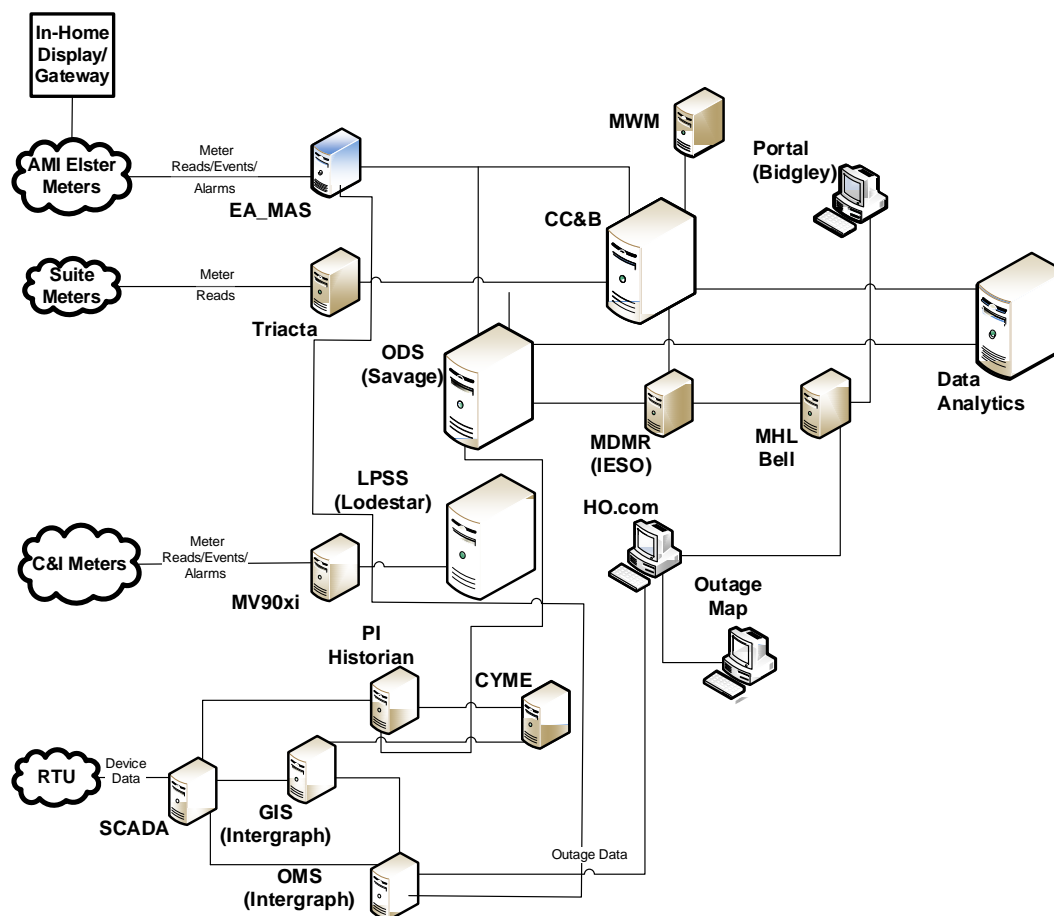 In-Home
Display/
Gateway
AMI Elster
Meters
Meter
Reads/Events/
Alarms
EA_MAS
MWM
Portal
(Bidgley)
CC&B
Suite
Meters
Meter
Reads
Triacta
ODS
(Savage)
Data
Analytics
MDMR
(IESO)
MHL
Bell
LPSS
(Lodestar)
HO.com
C&I Meters
Meter
Reads/Events/
Alarms
MV90xi
Outage
Map
PI
Historian
CYME
RTU
Device
Data
SCADA
GIS
(Intergraph)
OMS
(Intergraph)
Outage Data